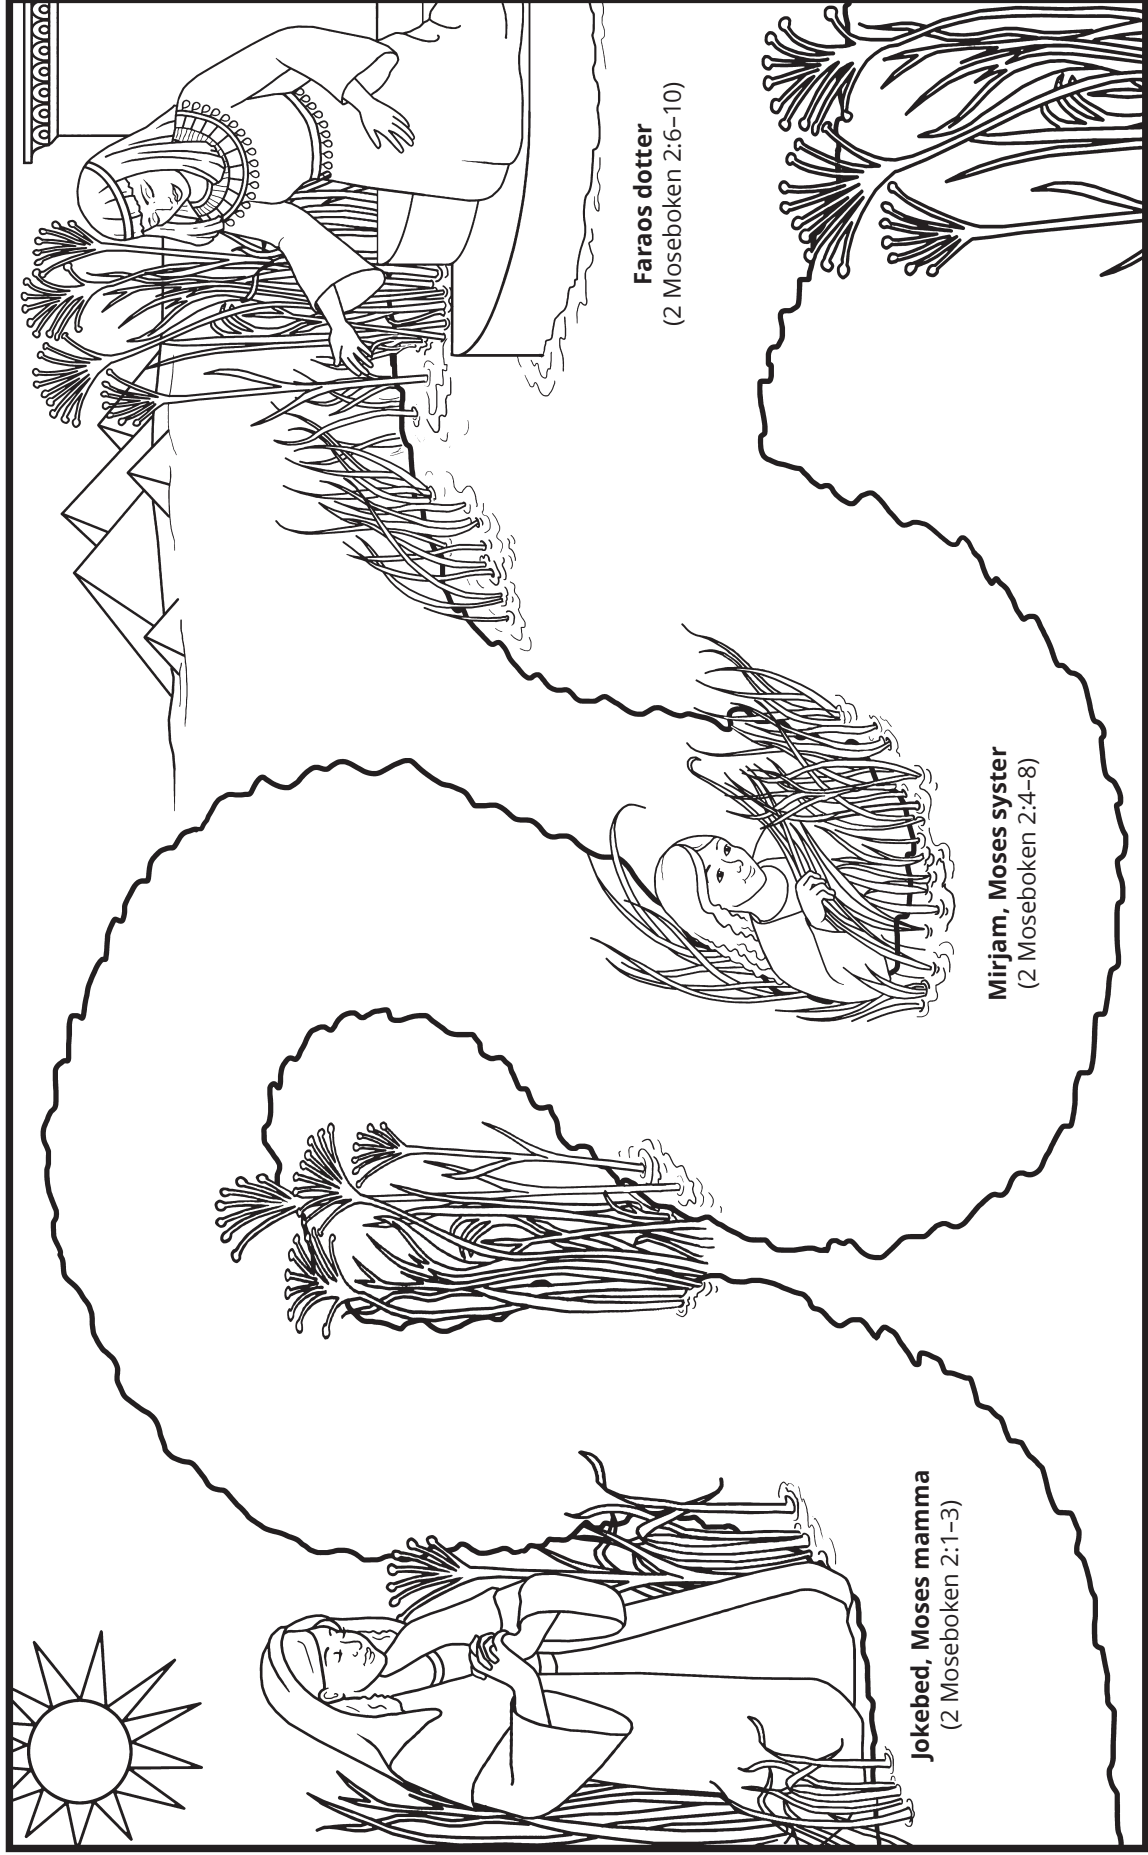 Jokebed, Moses mamma
(2 Moseboken 2:1–3)
Mirjam, Moses syster
(2 Moseboken 2:4–8)
Faraos dotter
(2 Moseboken 2:6–10)